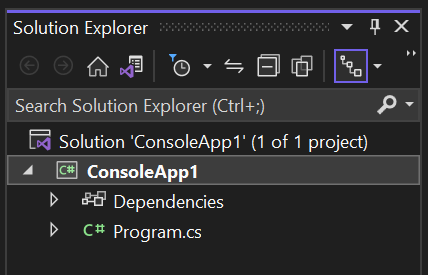 Solution Explorer
Search Solution Explorer (Ctrl+;)
Solution 'ConsoleApp1' (1 of 1 project)
C# ConsoleApp1
Dependencies
C# Program.cs